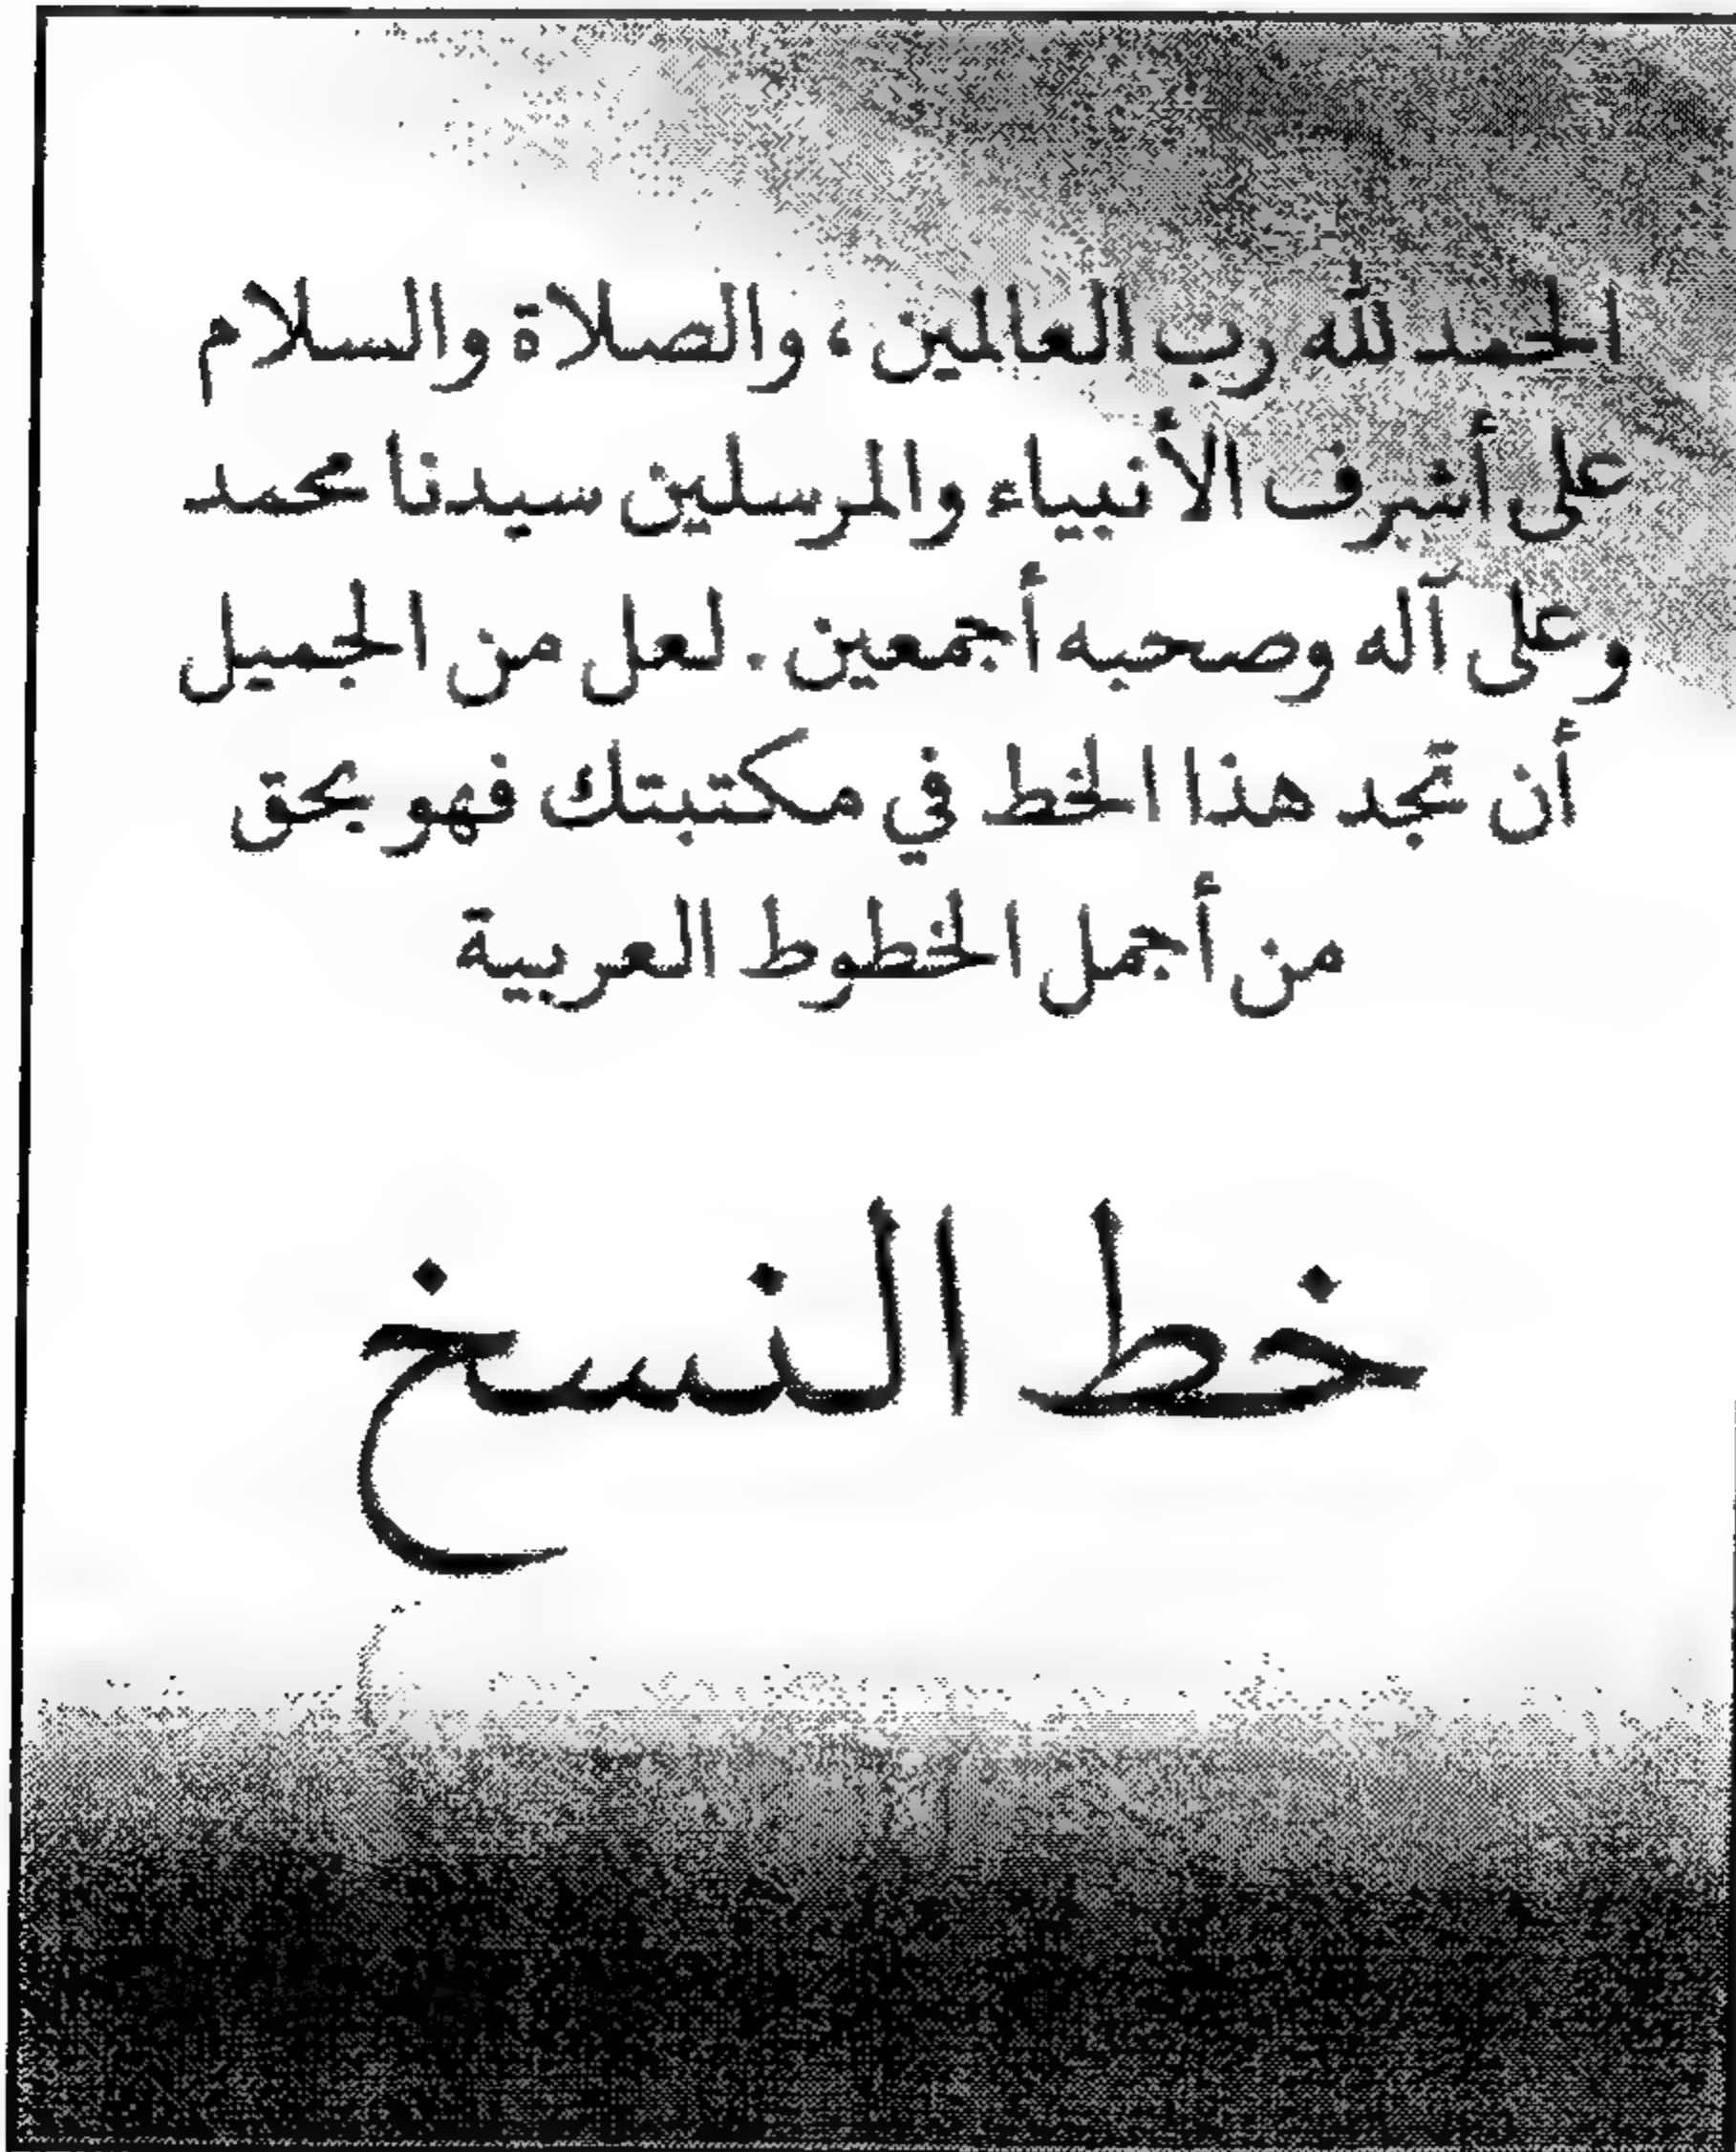 الحمد لله رب العالمين ، والصلاة والسلام
على أشرف الأنبياء والمرسلين سيدنا محمد
وعلى آله وصحبه أجمعين . لعل من الجميل
أن تجد هذا الخط في مكتبتك فهو بحق
من أجمل الخطوط العربية
خط النسخ